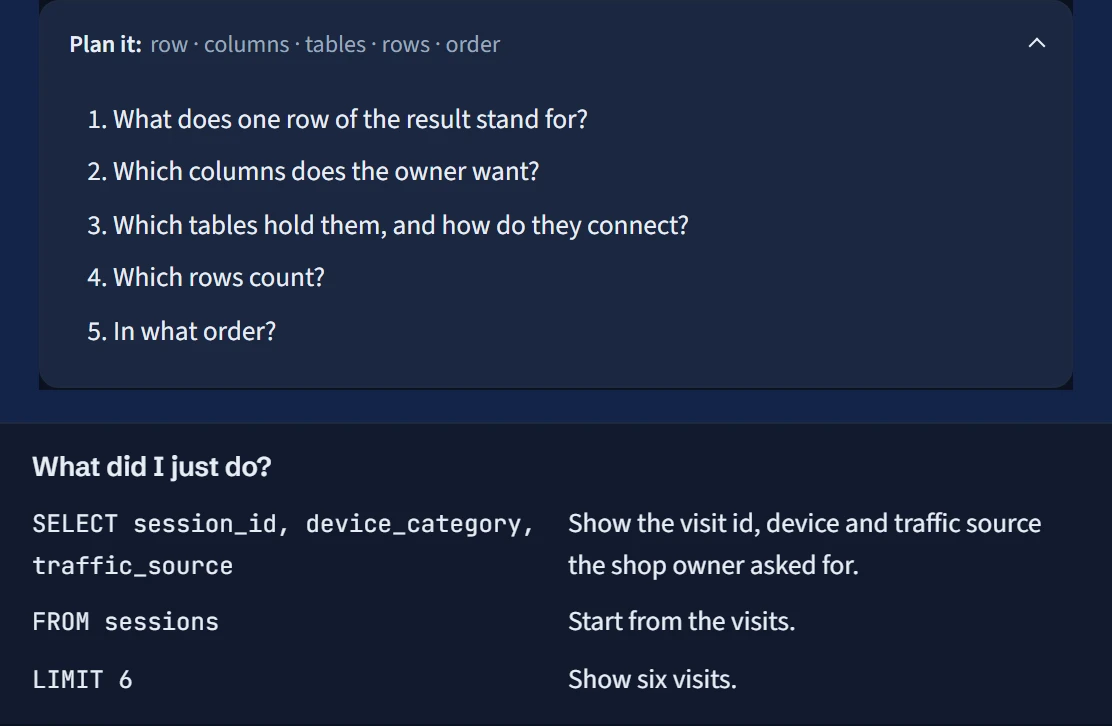 Plan it: row · columns · tables · rows · order
1. What does one row of the result stand for?
2. Which columns does the owner want?
3. Which tables hold them, and how do they connect?
4. Which rows count?
5. In what order?
What did I just do?
SELECT session_id, device_category, Show the visit id, device and traffic source
traffic_source the shop owner asked for.
FROM sessions Start from the visits.
LIMIT 6 Show six visits.